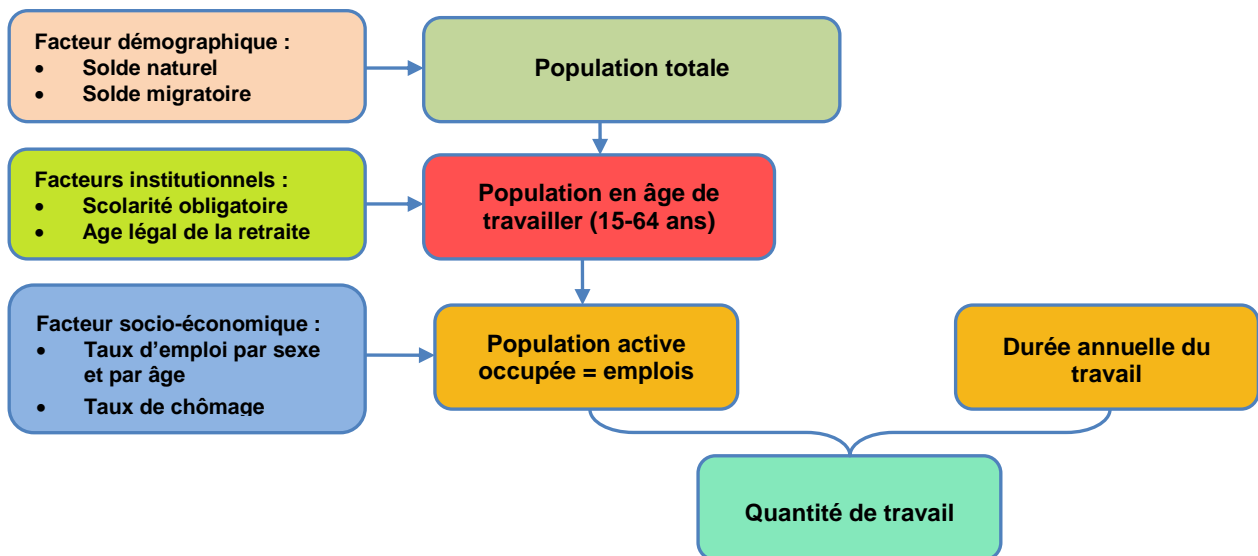 Facteur démographique :
• Solde naturel
• Solde migratoire
Population totale
Facteurs institutionnels :
• Scolarité obligatoire
• Age légal de la retraite
Population en âge de
travailler (15-64 ans)
Facteur socio-économique :
• Taux d’emploi par sexe
et par âge
• Taux de chômage
Population active
occupée = emplois
Durée annuelle du
travail
Quantité de travail